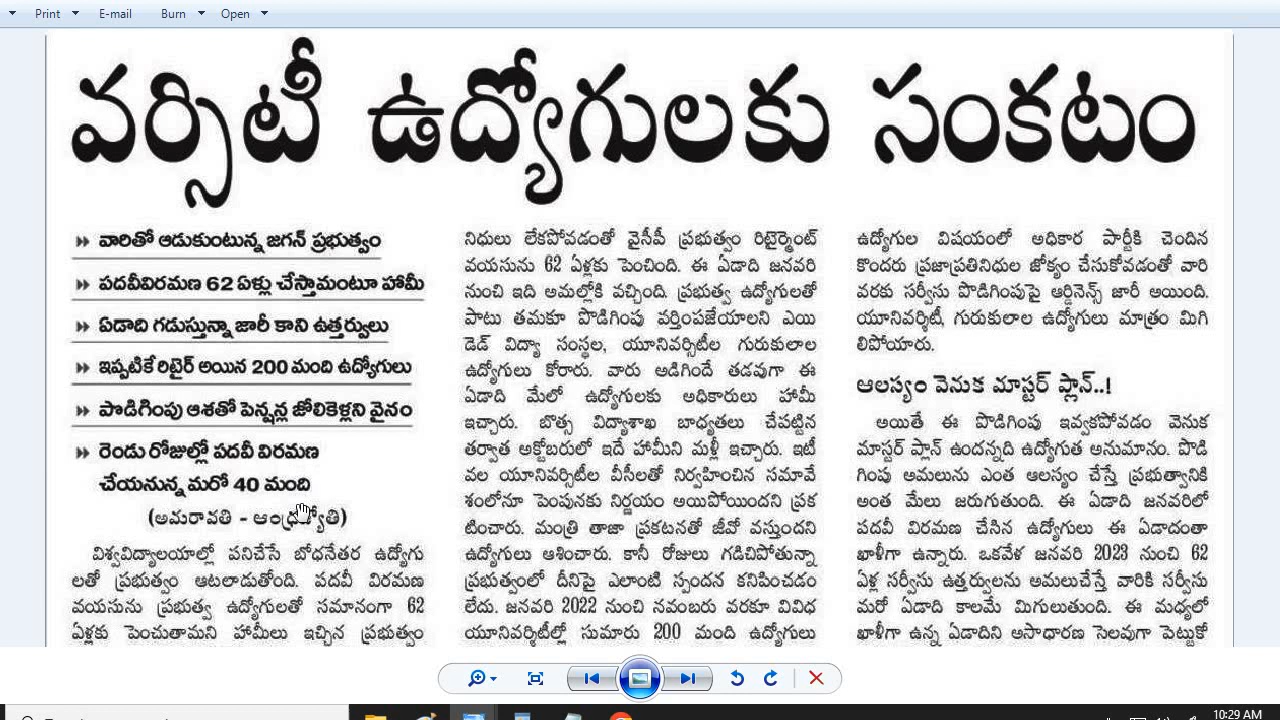 Print E-mail Burn Open
వర్సిటీ ఉద్యోగులకు సంకటం
వారితో ఆడుకుంటున్న జగన్ ప్రభుత్వం
పదవీవిరమణ 62 ఏళ్లు చేస్తామంటూ హామీ
ఏడాది గడుస్తున్నా జారీ కాని ఉత్తర్వులు
ఇప్పటికే రిటైర్ అయిన 200 మంది ఉద్యోగులు
పొడిగింపు ఆశతో పెన్షన్ల జోలికెళ్లని వైనం
రెండు రోజుల్లో పదవీ విరమణ
చేయనున్న మరో 40 మంది
(అమరావతి - ఆంధ్రజ్యోతి)
విశ్వవిద్యాలయాల్లో పనిచేసే బోధనేతర ఉద్యోగు
లతో ప్రభుత్వం ఆటలాడుతోంది. పదవీ విరమణ
వయసును ప్రభుత్వ ఉద్యోగులతో సమానంగా 62
ఏళ్లకు పెంచుతామని హామీలు ఇచ్చిన ప్రభుత్వం
నిధులు లేకపోవడంతో వైసీపీ ప్రభుత్వం రిటైర్మెంట్
వయసును 62 ఏళ్లకు పెంచింది. ఈ ఏడాది జనవరి
నుంచి ఇది అమల్లోకి వచ్చింది. ప్రభుత్వ ఉద్యోగులతో
పాటు తమకూ పొడిగింపు వర్తింపజేయాలని ఎయి
డెడ్ విద్యా సంస్థల, యూనివర్సిటీల గురుకులాల
ఉద్యోగులు కోరారు. వారు అడిగిందే తడవుగా ఈ
ఏడాది మేలో ఉద్యోగులకు అధికారులు హామీ
ఇచ్చారు. బొత్స విద్యాశాఖ బాధ్యతలు చేపట్టిన
తర్వాత అక్టోబరులో ఇదే హామీని మళ్లీ ఇచ్చారు. ఇటీ
వల యూనివర్సిటీల వీసీలతో నిర్వహించిన సమావే
శంలోనూ పెంపునకు నిర్ణయం అయిపోయిందని ప్రక
టించారు. మంత్రి తాజా ప్రకటనతో జీవో వస్తుందని
ఉద్యోగులు ఆశించారు. కానీ రోజులు గడిచిపోతున్నా
ప్రభుత్వంలో దీనిపై ఎలాంటి స్పందన కనిపించడం
లేదు. జనవరి 2022 నుంచి నవంబరు వరకూ వివిధ
యూనివర్శిటీల్లో సుమారు 200 మంది ఉద్యోగులు
ఉద్యోగుల విషయంలో అధికార పార్టీకి చెందిన
కొందరు ప్రజాప్రతినిధుల జోక్యం చేసుకోవడంతో వారి
వరకు సర్వీసు పొడిగింపుపై ఆర్డినెన్స్ జారీ అయింది.
యూనివర్శిటీ, గురుకులాల ఉద్యోగులు మాత్రం మిగి
లిపోయారు.
ఆలస్యం వెనుక మాస్టర్ ప్లాన్..!
అయితే ఈ పొడిగింపు ఇవ్వకపోవడం వెనుక
మాస్టర్ ప్లాన్ ఉందన్నది ఉద్యోగుత అనుమానం. పొడి
గింపు అమలును ఎంత ఆలస్యం చేస్తే ప్రభుత్వానికి
అంత మేలు జరుగుతుంది. ఈ ఏడాది జనవరిలో
పదవీ విరమణ చేసిన ఉద్యోగులు ఈ ఏడాదంతా
ఖాళీగా ఉన్నారు. ఒకవేళ జనవరి 2023 నుంచి 62
ఏళ్ల సర్వీసు ఉత్తర్వులను అమలుచేస్తే వారికి సర్వీసు
మరో ఏడాది కాలమే మిగులుతుంది. ఈ మధ్యలో
ఖాళీగా ఉన్న ఏడాదిని అసాధారణ సెలవుగా పెట్టుకో
10:29 AM